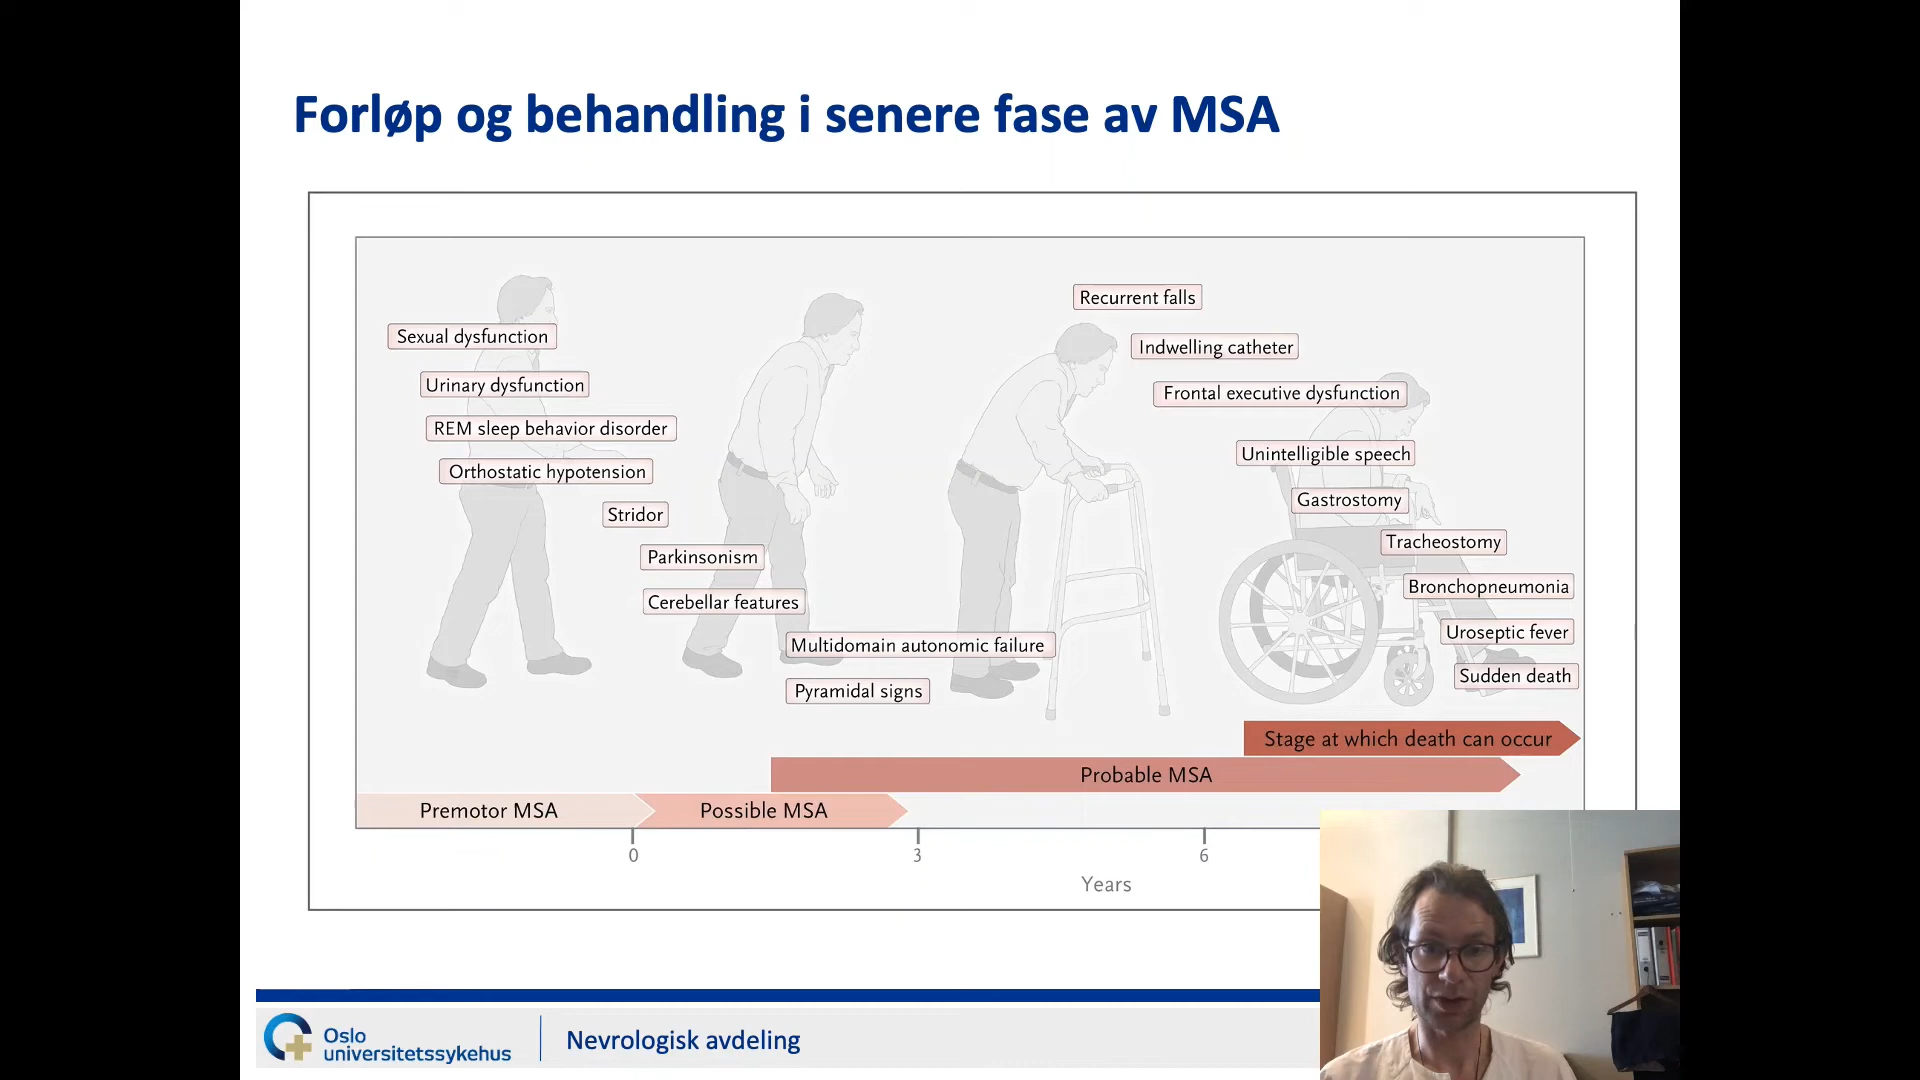 Forløp og behandling i senere fase av MSA
Recurrent falls
Sexual dysfunction
Indwelling catheter
Urinary dysfunction
Frontal executive dysfunction
REM sleep behavior disorder
Unintelligible speech
Orthostatic hypotension
Gastrostomy
Stridor
Tracheostomy
Parkinsonism
Bronchopneumonia
Cerebellar features
Uroseptic fever
Multidomain autonomic failure
Sudden death
Pyramidal signs
Stage at which death can occur
Probable MSA
Premotor MSA
Possible MSA
0
3
6
Years
Oslo
universitetssykehus
Nevrologisk avdeling